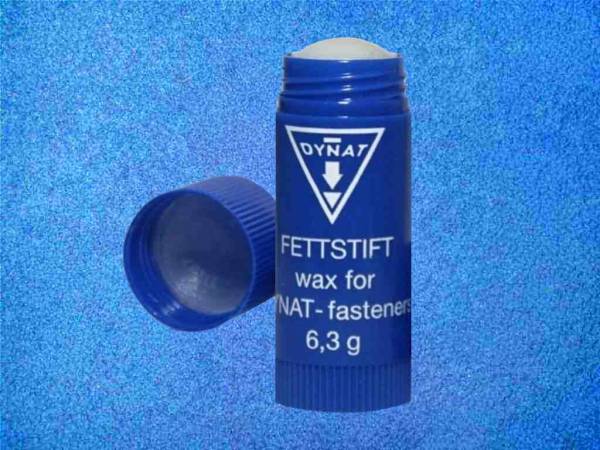 DYNAT
FETTSTIFT
wax for
NAT-fasteners
6,3 g